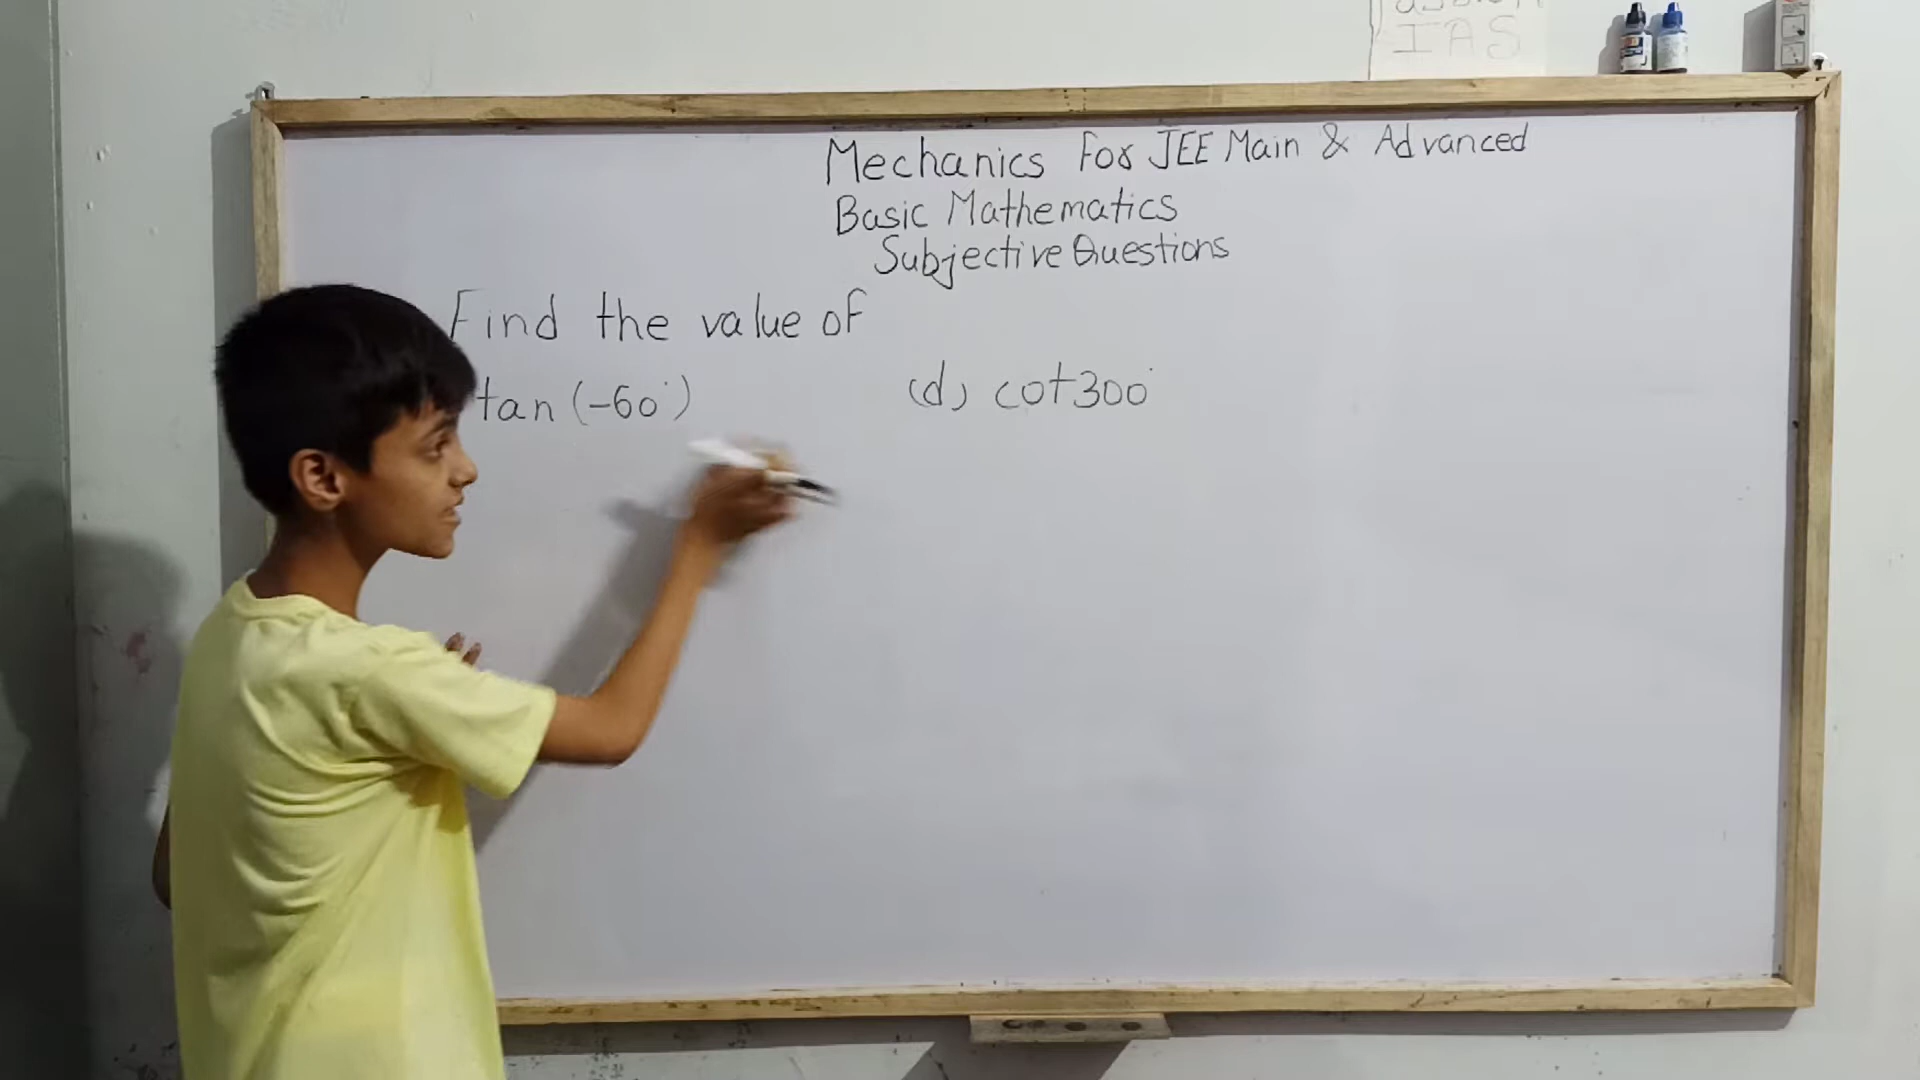 IAS
Mechanics For JEE Main & Advanced
Basic Mathematics
Subjective Questions
Find the value of
tan (-60°)
(d) cot300°